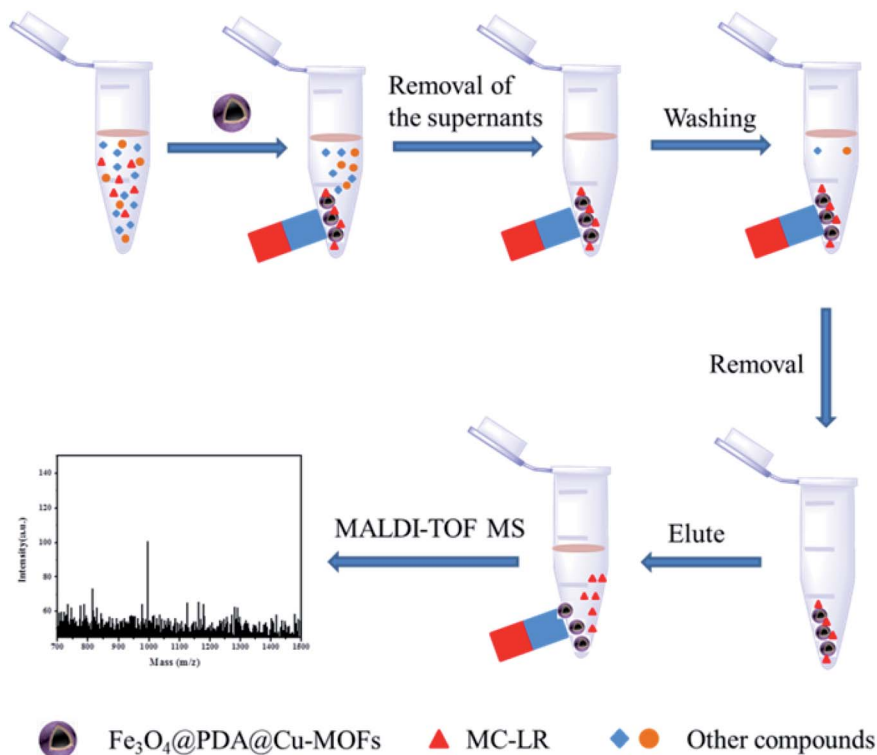 Removal of
the supernants
Washing
Removal
Elute
MALDI-TOF MS
Intensity(a.u.)
140
120
100
80
60
700 800 900 1000 1100 1200 1300 1400 1500
Mass (m/z)
Fe₃O₄@PDA@Cu-MOFs
MC-LR
Other compounds